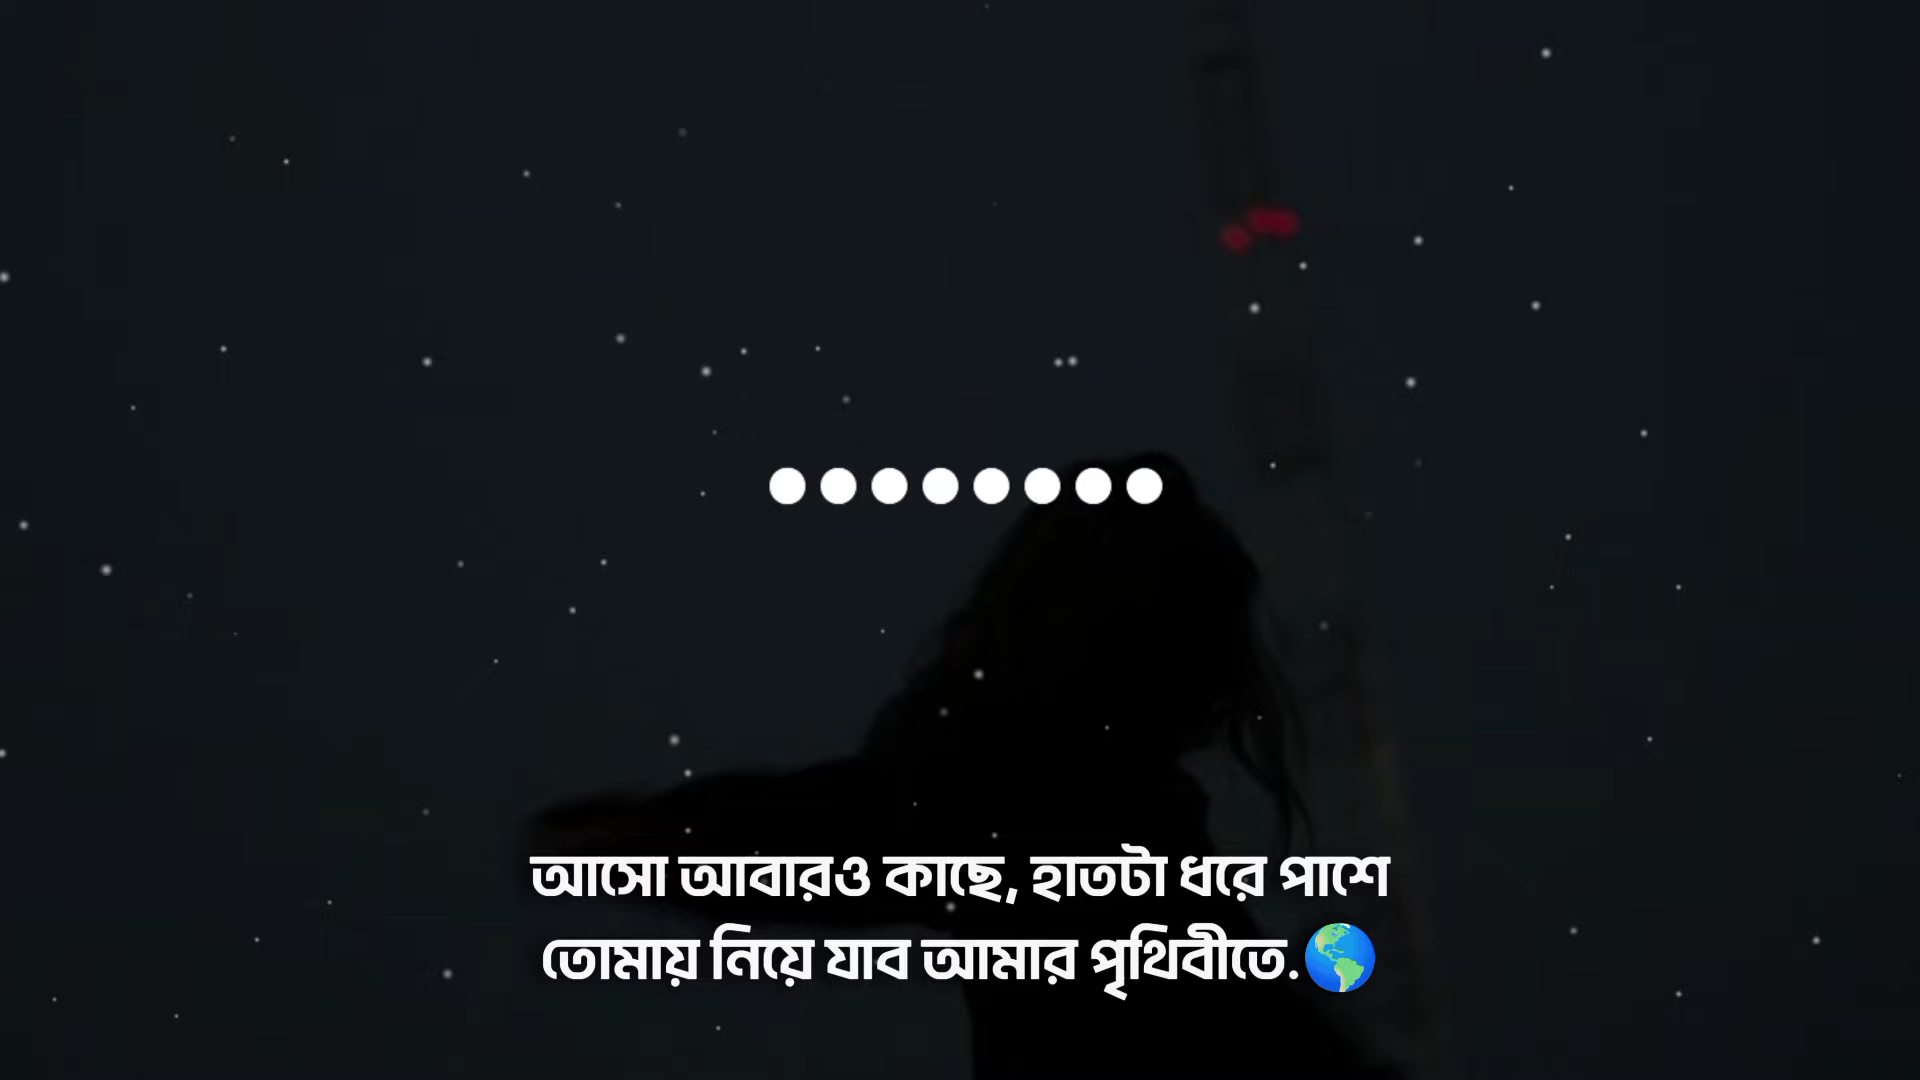 ●●●●●●●●
আসো আবারও কাছে, হাতটা ধরে পাশে
তোমায় নিয়ে যাব আমার পৃথিবীতে.🌎